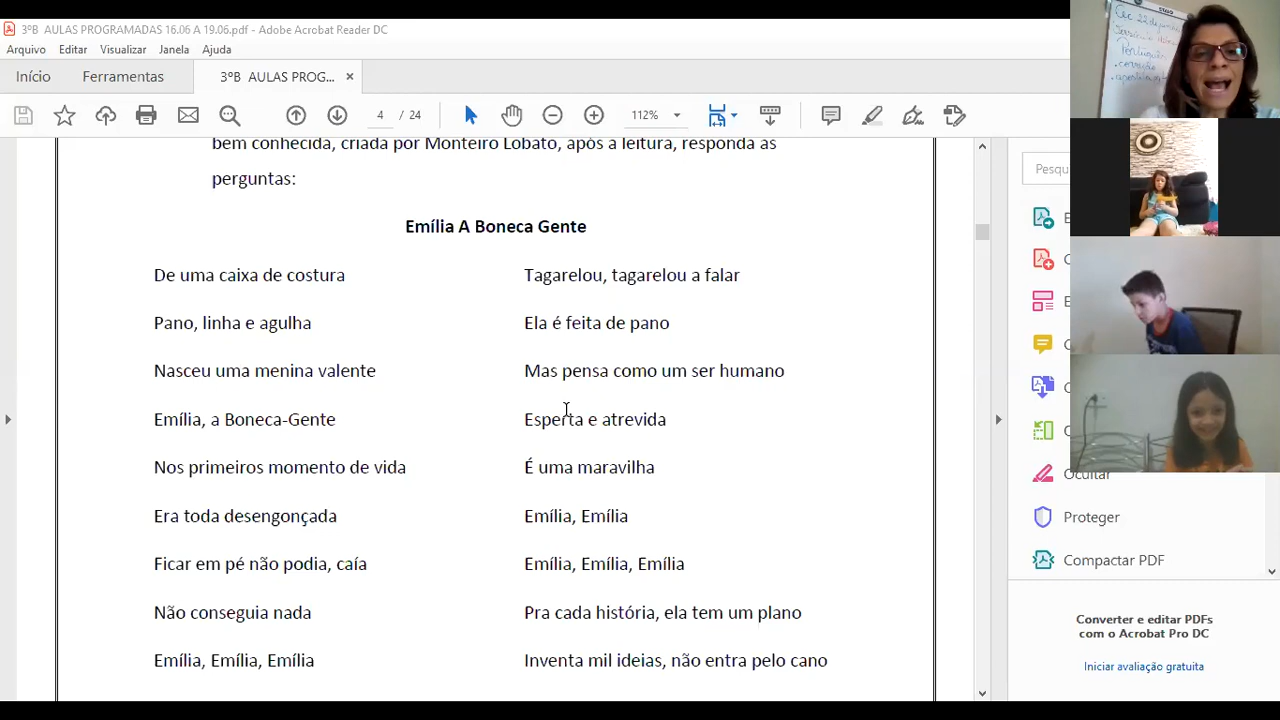 3ºB AULAS PROGRAMADAS 16.06 A 19.06.pdf - Adobe Acrobat Reader DC
Arquivo Editar Visualizar Janela Ajuda
Início Ferramentas 3ºB AULAS PROG... ×
4 / 24 112%
bem conhecida, criada por Monteiro Lobato, após a leitura, responda as
perguntas:
Emília A Boneca Gente
De uma caixa de costura
Pano, linha e agulha
Nasceu uma menina valente
Emília, a Boneca-Gente
Nos primeiros momento de vida
Era toda desengonçada
Ficar em pé não podia, caía
Não conseguia nada
Emília, Emília, Emília
Tagarelou, tagarelou a falar
Ela é feita de pano
Mas pensa como um ser humano
Esperta e atrevida
É uma maravilha
Emília, Emília
Emília, Emília, Emília
Pra cada história, ela tem um plano
Inventa mil ideias, não entra pelo cano
Pesqu
Ocultar
Proteger
Compactar PDF
Converter e editar PDFs
com o Acrobat Pro DC
Iniciar avaliação gratuita
Português